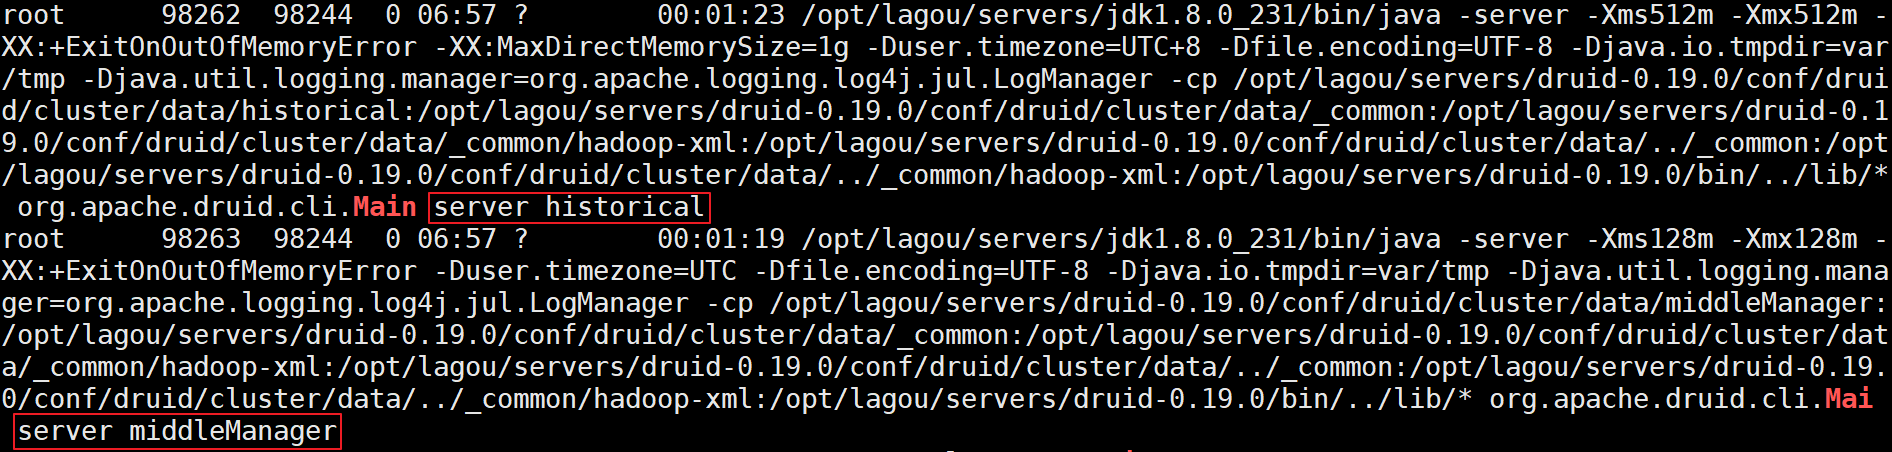 root      98262  98244  0 06:57 ?        00:01:23 /opt/lagou/servers/jdk1.8.0_231/bin/java -server -Xms512m -Xmx512m -
XX:+ExitOnOutOfMemoryError -XX:MaxDirectMemorySize=1g -Duser.timezone=UTC+8 -Dfile.encoding=UTF-8 -Djava.io.tmpdir=var
/tmp -Djava.util.logging.manager=org.apache.logging.log4j.jul.LogManager -cp /opt/lagou/servers/druid-0.19.0/conf/drui
d/cluster/data/historical:/opt/lagou/servers/druid-0.19.0/conf/druid/cluster/data/_common:/opt/lagou/servers/druid-0.1
9.0/conf/druid/cluster/data/_common/hadoop-xml:/opt/lagou/servers/druid-0.19.0/conf/druid/cluster/data/../_common:/opt
/lagou/servers/druid-0.19.0/conf/druid/cluster/data/../_common/hadoop-xml:/opt/lagou/servers/druid-0.19.0/bin/../lib/*
 org.apache.druid.cli.Main server historical
root      98263  98244  0 06:57 ?        00:01:19 /opt/lagou/servers/jdk1.8.0_231/bin/java -server -Xms128m -Xmx128m -
XX:+ExitOnOutOfMemoryError -Duser.timezone=UTC -Dfile.encoding=UTF-8 -Djava.io.tmpdir=var/tmp -Djava.util.logging.mana
ger=org.apache.logging.log4j.jul.LogManager -cp /opt/lagou/servers/druid-0.19.0/conf/druid/cluster/data/middleManager:
/opt/lagou/servers/druid-0.19.0/conf/druid/cluster/data/_common:/opt/lagou/servers/druid-0.19.0/conf/druid/cluster/dat
a/_common/hadoop-xml:/opt/lagou/servers/druid-0.19.0/conf/druid/cluster/data/../_common:/opt/lagou/servers/druid-0.19.
0/conf/druid/cluster/data/../_common/hadoop-xml:/opt/lagou/servers/druid-0.19.0/bin/../lib/* org.apache.druid.cli.Mai
 server middleManager